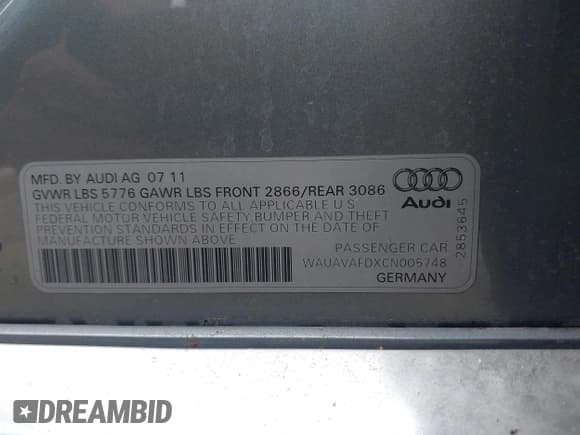 MFD. BY AUDI AG 07 11
GVWR LBS 5776 GAWR LBS FRONT 2866/REAR 3086
THIS VEHICLE CONFORMS TO ALL APPLICABLE U S
FEDERAL MOTOR VEHICLE SAFETY BUMPER AND THEFT
PREVENTION STANDARDS IN EFFECT ON THE DATE OF
MANUFACTURE SHOWN ABOVE
Audi
2853645
PASSENGER CAR
WAUAVAFDXCN005748
GERMANY
DREAMBID